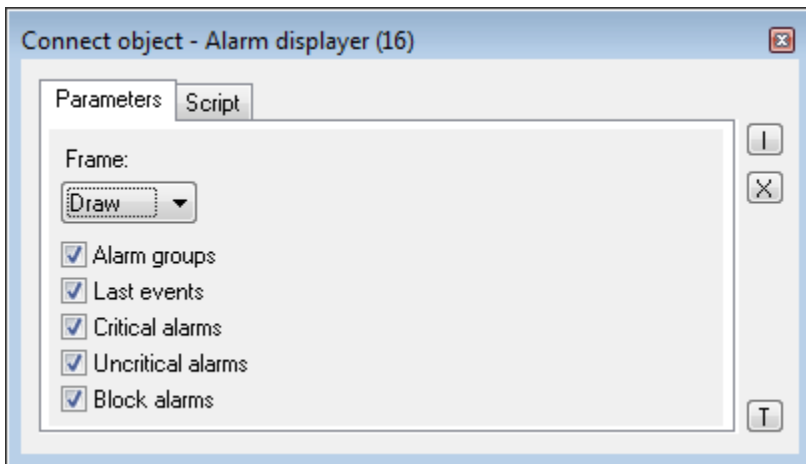 Connect object - Alarm displayer (16)
Parameters Script
Frame:
Draw
Alarm groups
Last events
Critical alarms
Uncritical alarms
Block alarms
I
X
T